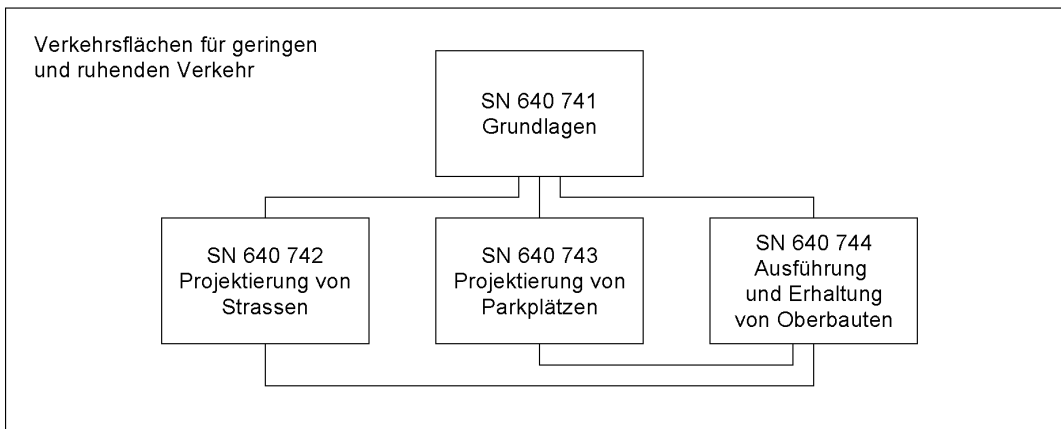 Verkehrsflächen für geringen
und ruhenden Verkehr
SN 640 741
Grundlagen
SN 640 742
Projektierung von
Strassen
SN 640 743
Projektierung von
Parkplätzen
SN 640 744
Ausführung
und Erhaltung
von Oberbauten